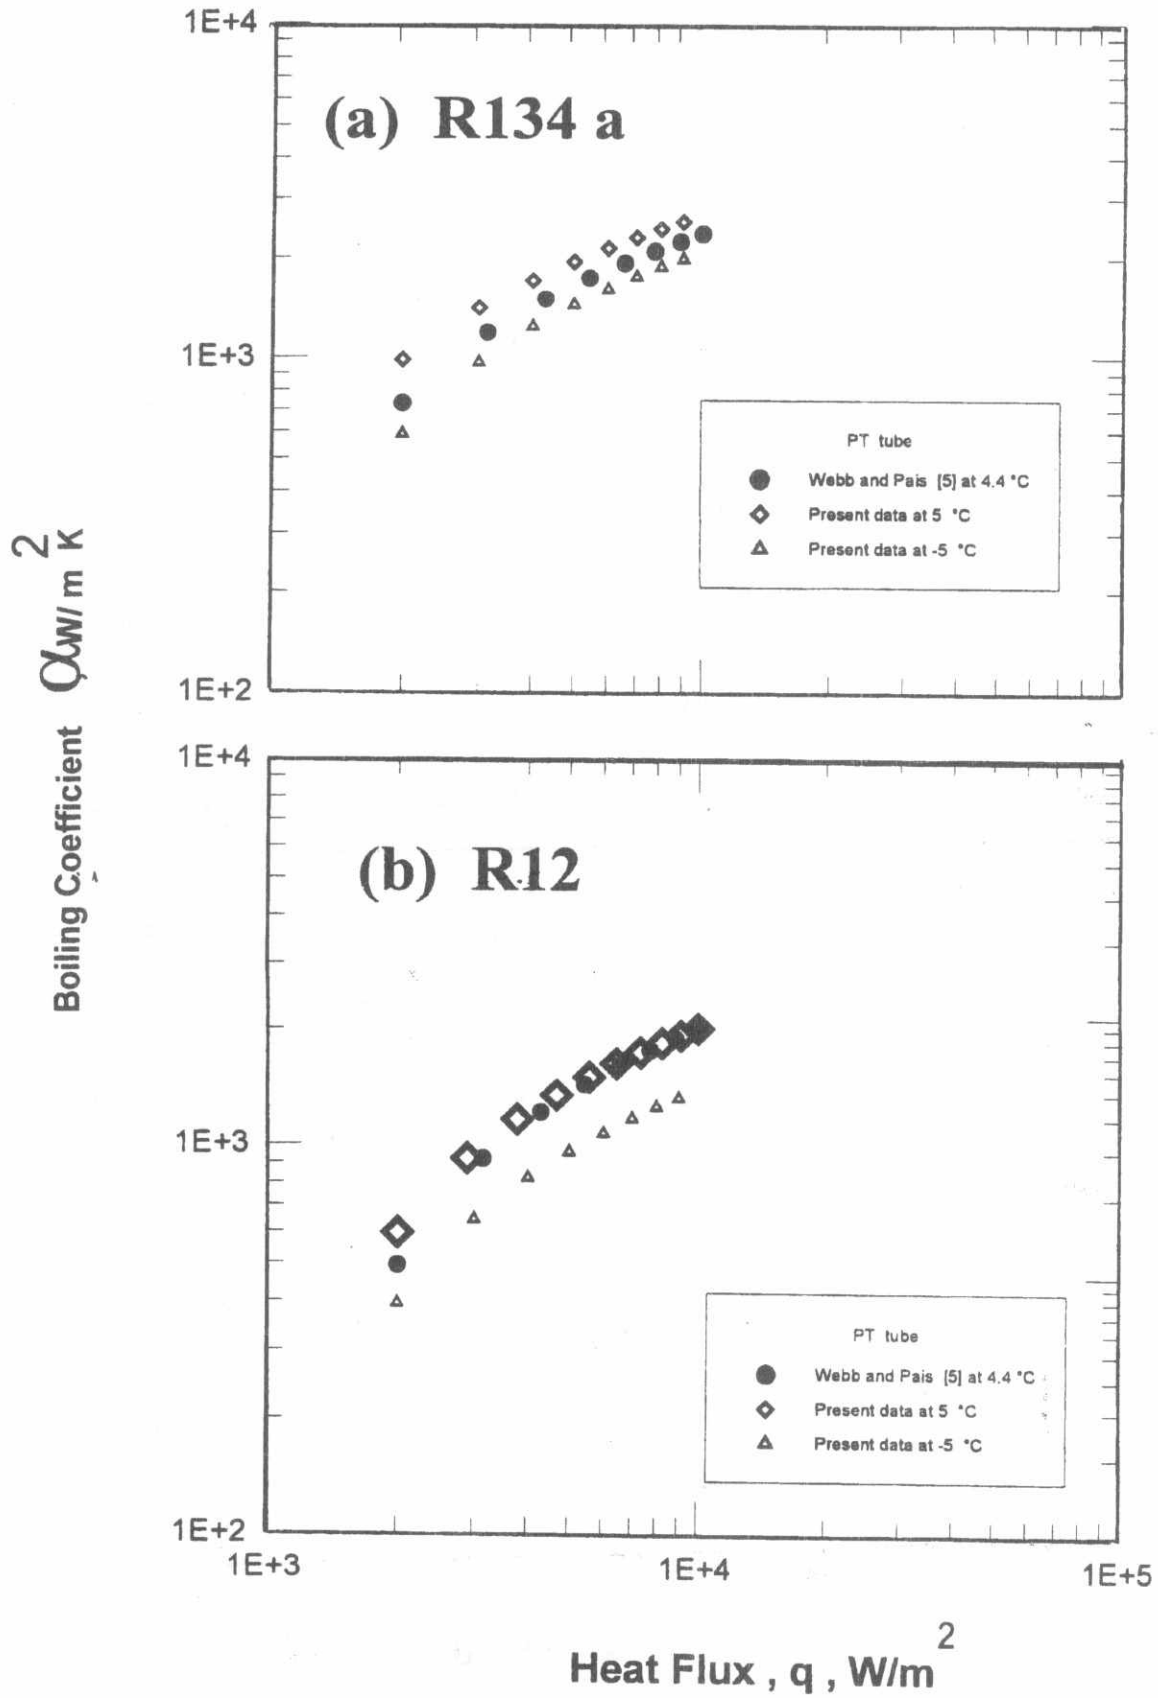 1E+4
(a) R134 a
1E+3
PT tube
Webb and Pais [5] at 4.4 °C
Present data at 5 °C
Present data at -5 °C
1E+2
Boiling Coefficient α W/m²K
1E+4
(b) R12
1E+3
PT tube
Webb and Pais [5] at 4.4 °C
Present data at 5 °C
Present data at -5 °C
1E+2
1E+3
1E+4
1E+5
Heat Flux , q , W/m²